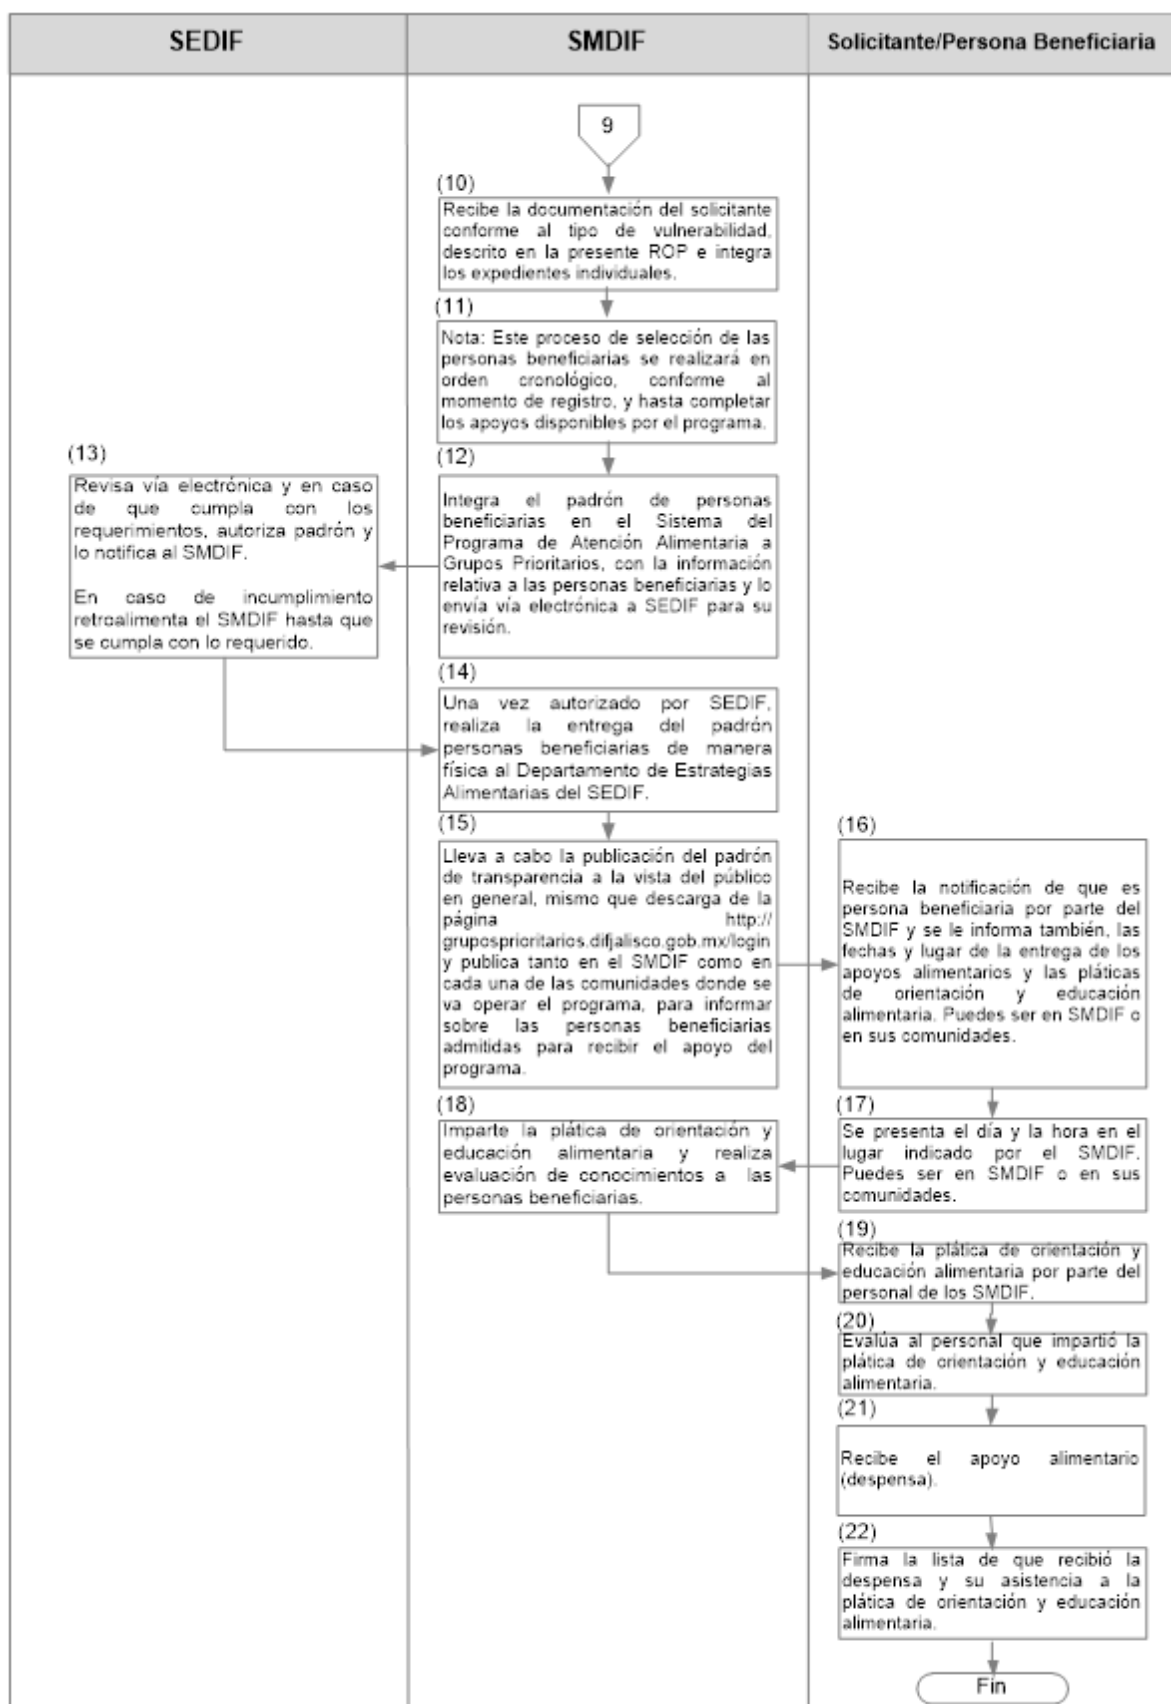 SEDIF
SMDIF
Solicitante/Persona Beneficiaria
9
(10)
Recibe la documentación del solicitante
conforme al tipo de vulnerabilidad,
descrito en la presente ROP e integra
los expedientes individuales.
(11)
Nota: Este proceso de selección de las
personas beneficiarias se realizará en
orden cronológico, conforme al
momento de registro, y hasta completar
los apoyos disponibles por el programa.
(12)
Integra el padrón de personas
beneficiarias en el Sistema del
Programa de Atención Alimentaria a
Grupos Prioritarios, con la información
relativa a las personas beneficiarias y lo
envía vía electrónica a SEDIF para su
revisión.
(13)
Revisa vía electrónica y en caso
de que cumpla con los
requerimientos, autoriza padrón y
lo notifica al SMDIF.
En caso de incumplimiento
retroalimenta el SMDIF hasta que
se cumpla con lo requerido.
(14)
Una vez autorizado por SEDIF,
realiza la entrega del padrón
personas beneficiarias de manera
física al Departamento de Estrategias
Alimentarias del SEDIF.
(15)
Lleva a cabo la publicación del padrón
de transparencia a la vista del público
en general, mismo que descarga de la
página http://
gruposprioritarios.difjalisco.gob.mx/login
y publica tanto en el SMDIF como en
cada una de las comunidades donde se
va operar el programa, para informar
sobre las personas beneficiarias
admitidas para recibir el apoyo del
programa.
(16)
Recibe la notificación de que es
persona beneficiaria por parte del
SMDIF y se le informa también, las
fechas y lugar de la entrega de los
apoyos alimentarios y las pláticas
de orientación y educación
alimentaria. Puedes ser en SMDIF o
en sus comunidades.
(17)
Se presenta el día y la hora en el
lugar indicado por el SMDIF.
Puedes ser en SMDIF o en sus
comunidades.
(18)
Imparte la plática de orientación y
educación alimentaria y realiza
evaluación de conocimientos a las
personas beneficiarias.
(19)
Recibe la plática de orientación y
educación alimentaria por parte del
personal de los SMDIF.
(20)
Evalúa al personal que impartió la
plática de orientación y educación
alimentaria.
(21)
Recibe el apoyo alimentario
(despensa).
(22)
Firma la lista de que recibió la
despensa y su asistencia a la
plática de orientación y educación
alimentaria.
Fin